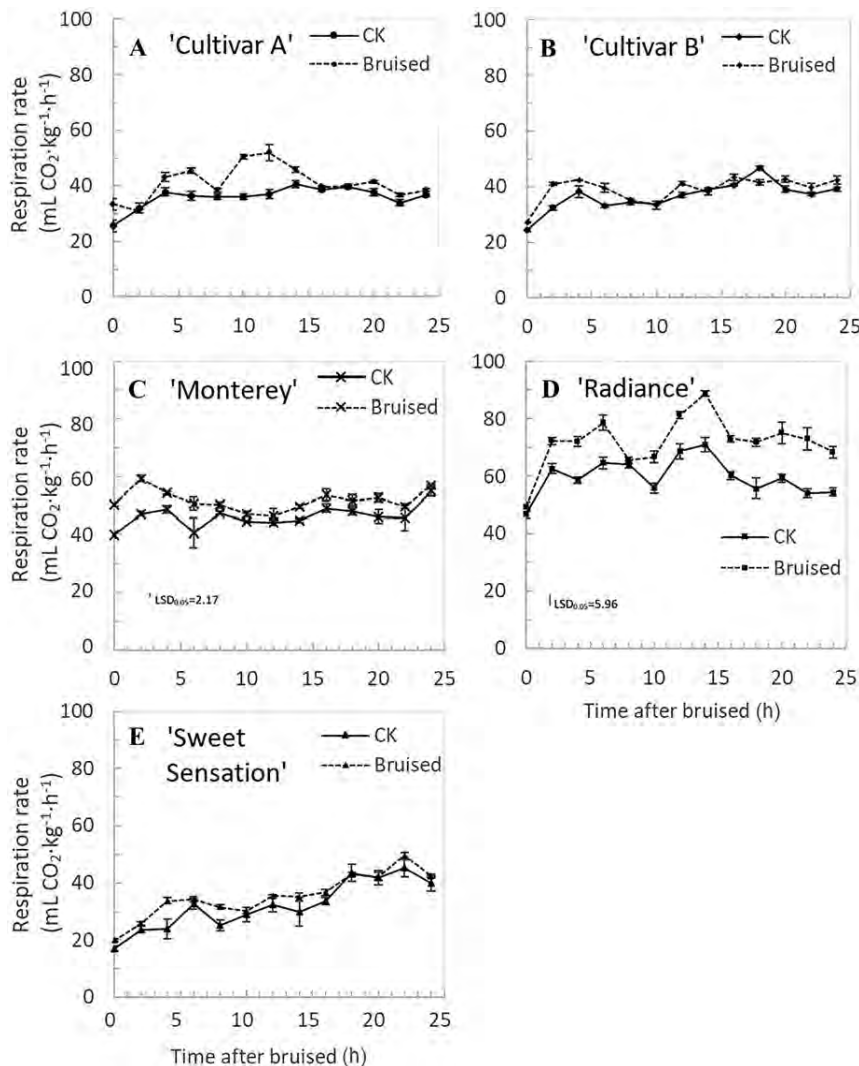 A 'Cultivar A'
CK
Bruised
Respiration rate
(mL CO₂·kg⁻¹·h⁻¹)
100
80
60
40
20
0
0 5 10 15 20 25
B 'Cultivar B'
CK
Bruised
100
80
60
40
20
0
0 5 10 15 20 25
C 'Monterey'
CK
Bruised
Respiration rate
(mL CO₂·kg⁻¹·h⁻¹)
100
80
60
40
20
0
LSD0.05=2.17
0 5 10 15 20 25
D 'Radiance'
CK
Bruised
100
80
60
40
20
0
LSD0.05=5.96
0 5 10 15 20 25
Time after bruised (h)
E 'Sweet
Sensation'
CK
Bruised
Respiration rate
(mL CO₂·kg⁻¹·h⁻¹)
100
80
60
40
20
0
0 5 10 15 20 25
Time after bruised (h)